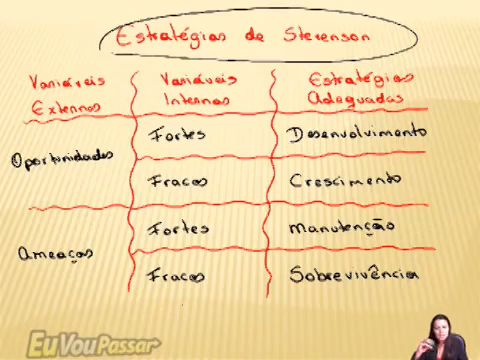 Estratégias de Stevenson
Variáveis Variáveis Estratégias
Externas Internas Adequadas
Oportunidades
Fortes Desenvolvimento
Fracas Crescimento
Ameaças
Fortes Manutenção
Fracas Sobrevivência
EuVouPassar